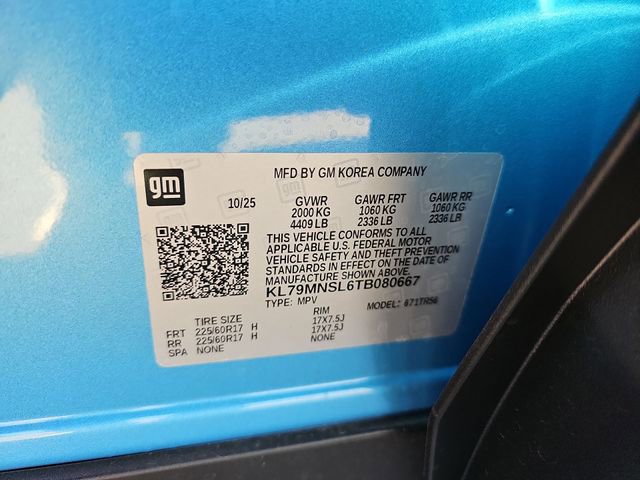 gm
MFD BY GM KOREA COMPANY
10/25 GVWR GAWR FRT GAWR RR
2000 KG 1060 KG 1060 KG
4409 LB 2336 LB 2336 LB
THIS VEHICLE CONFORMS TO ALL
APPLICABLE U.S. FEDERAL MOTOR
VEHICLE SAFETY AND THEFT PREVENTION
STANDARDS IN EFFECT ON THE DATE OF
MANUFACTURE SHOWN ABOVE.
KL79MNSL6TB080667
TYPE: MPV MODEL: 671TR56
TIRE SIZE RIM
FRT 225/60R17 H 17X7.5J
RR 225/60R17 H 17X7.5J
SPA NONE NONE